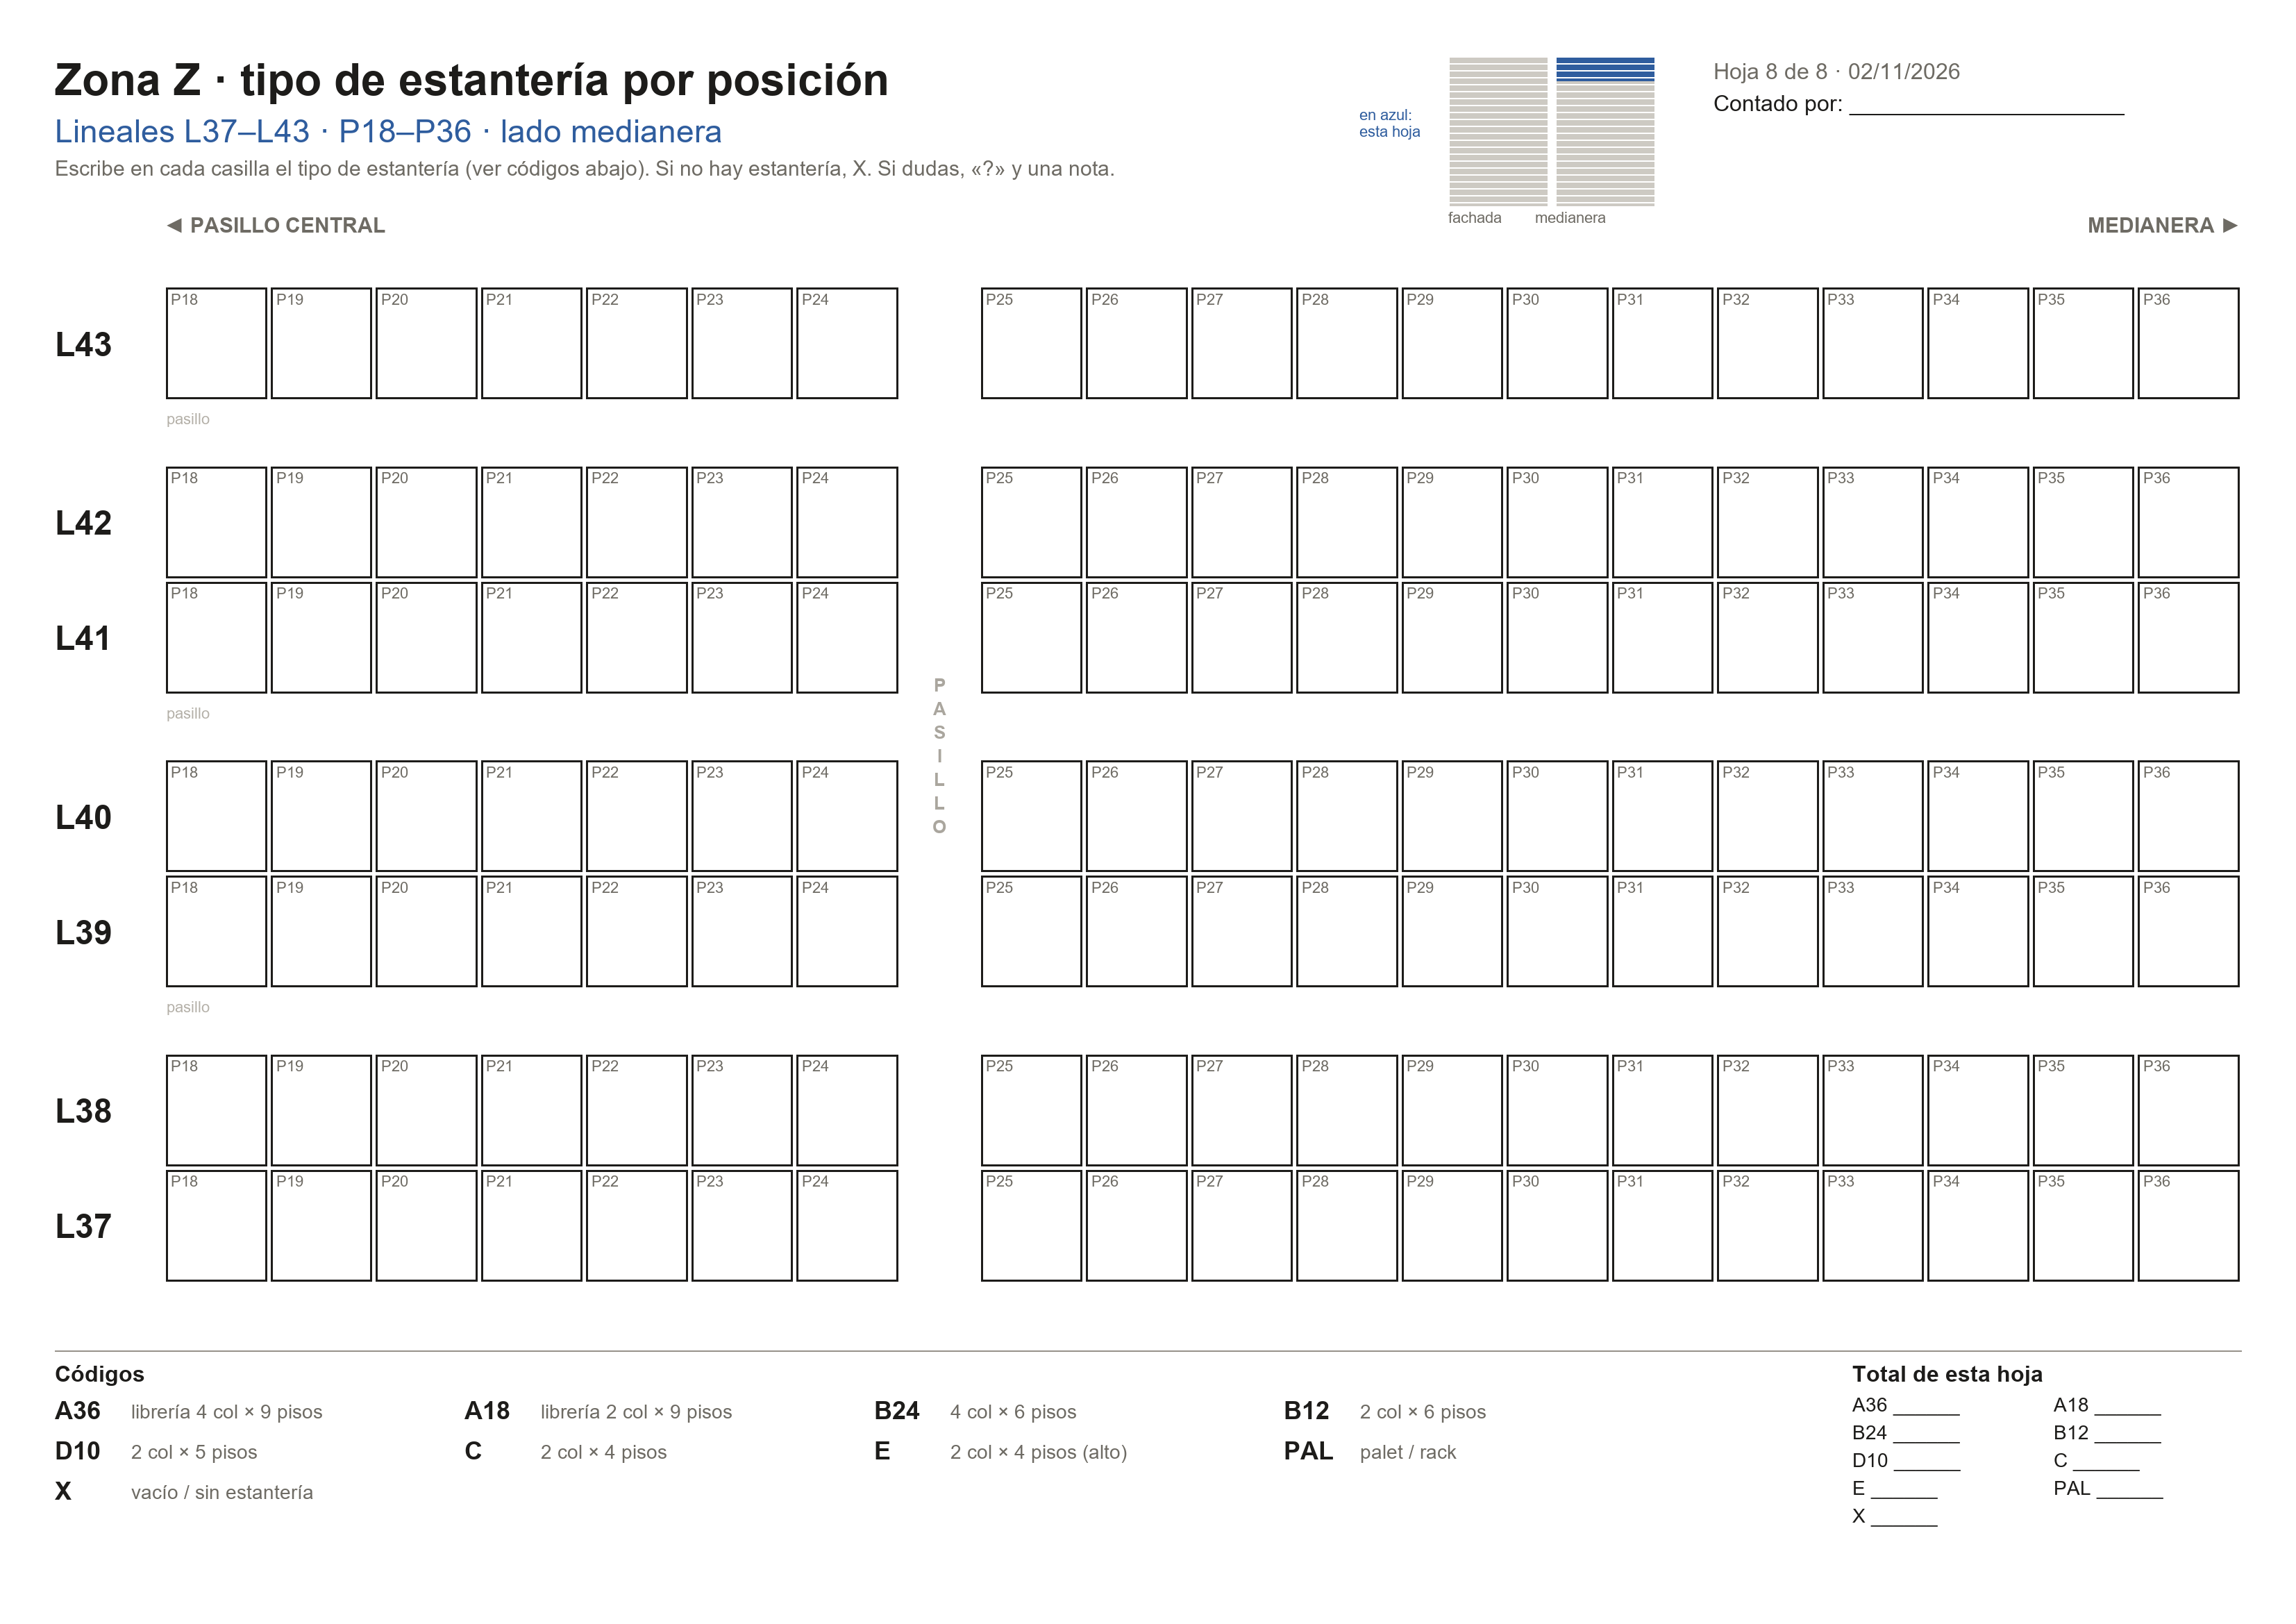 Zona Z · tipo de estantería por posición
Lineales L37–L43 · P18–P36 · lado medianera
Escribe en cada casilla el tipo de estantería (ver códigos abajo). Si no hay estantería, X. Si dudas, «?» y una nota.
en azul:
esta hoja
fachada medianera
Hoja 8 de 8 · 02/11/2026
Contado por: ____________________
◄ PASILLO CENTRAL
MEDIANERA ►
L43 P18 P19 P20 P21 P22 P23 P24 P25 P26 P27 P28 P29 P30 P31 P32 P33 P34 P35 P36
pasillo
L42 P18 P19 P20 P21 P22 P23 P24 P25 P26 P27 P28 P29 P30 P31 P32 P33 P34 P35 P36
L41 P18 P19 P20 P21 P22 P23 P24 P25 P26 P27 P28 P29 P30 P31 P32 P33 P34 P35 P36
pasillo
PASILLO
L40 P18 P19 P20 P21 P22 P23 P24 P25 P26 P27 P28 P29 P30 P31 P32 P33 P34 P35 P36
L39 P18 P19 P20 P21 P22 P23 P24 P25 P26 P27 P28 P29 P30 P31 P32 P33 P34 P35 P36
pasillo
L38 P18 P19 P20 P21 P22 P23 P24 P25 P26 P27 P28 P29 P30 P31 P32 P33 P34 P35 P36
L37 P18 P19 P20 P21 P22 P23 P24 P25 P26 P27 P28 P29 P30 P31 P32 P33 P34 P35 P36
Códigos
A36 librería 4 col × 9 pisos A18 librería 2 col × 9 pisos B24 4 col × 6 pisos B12 2 col × 6 pisos
D10 2 col × 5 pisos C 2 col × 4 pisos E 2 col × 4 pisos (alto) PAL palet / rack
X vacío / sin estantería
Total de esta hoja
A36 ______ A18 ______
B24 ______ B12 ______
D10 ______ C ______
E ______ PAL ______
X ______